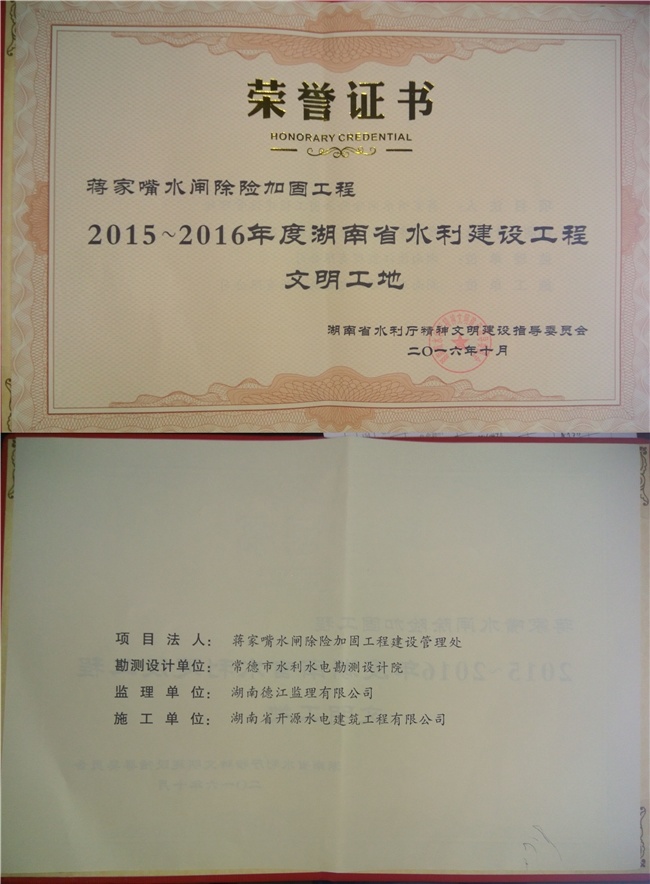 荣誉证书
HONORARY CREDENTIAL
蒋家嘴水闸除险加固工程
2015~2016年度湖南省水利建设工程
文明工地
湖南省水利厅精神文明建设指导委员会
二〇一六年十月
项目法人：蒋家嘴水闸除险加固工程建设管理处
勘测设计单位：常德市水利水电勘测设计院
监理单位：湖南德江监理有限公司
施工单位：湖南省开源水电建筑工程有限公司